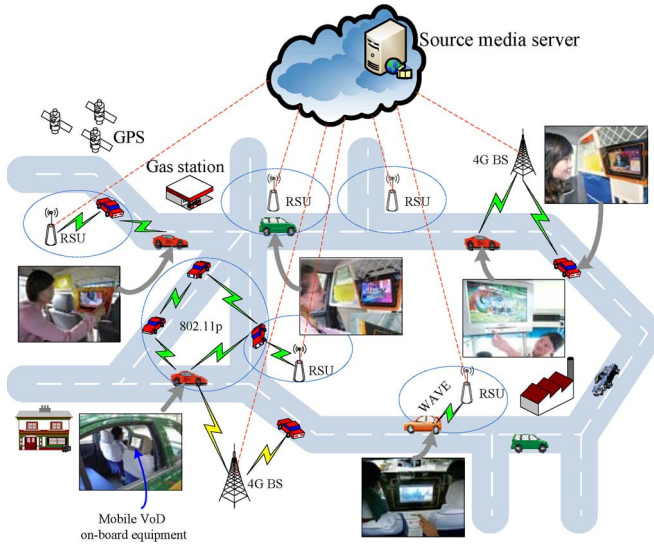 Source media server
GPS
Gas station
4G BS
RSU
RSU
RSU
802.11p
RSU
WAVE
RSU
4G BS
Mobile VoD
on-board equipment